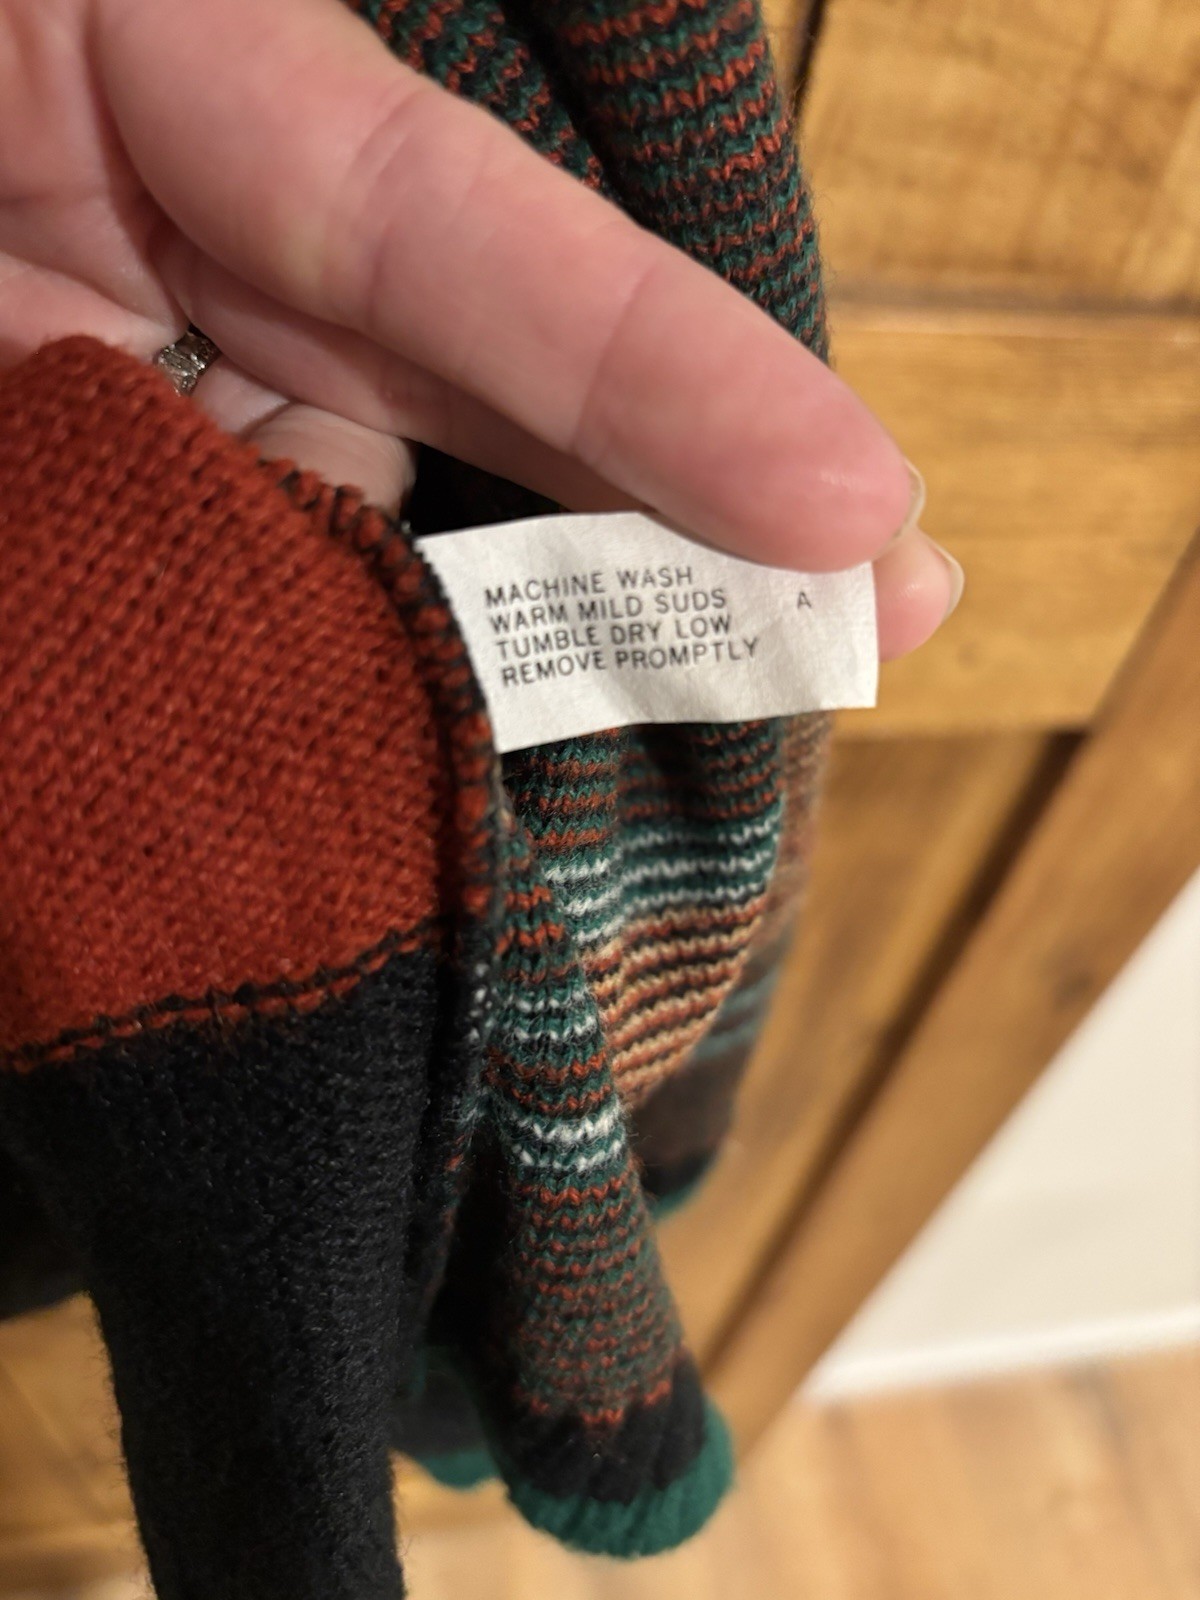 MACHINE WASH
WARM MILD SUDS
TUMBLE DRY LOW
REMOVE PROMPTLY
A